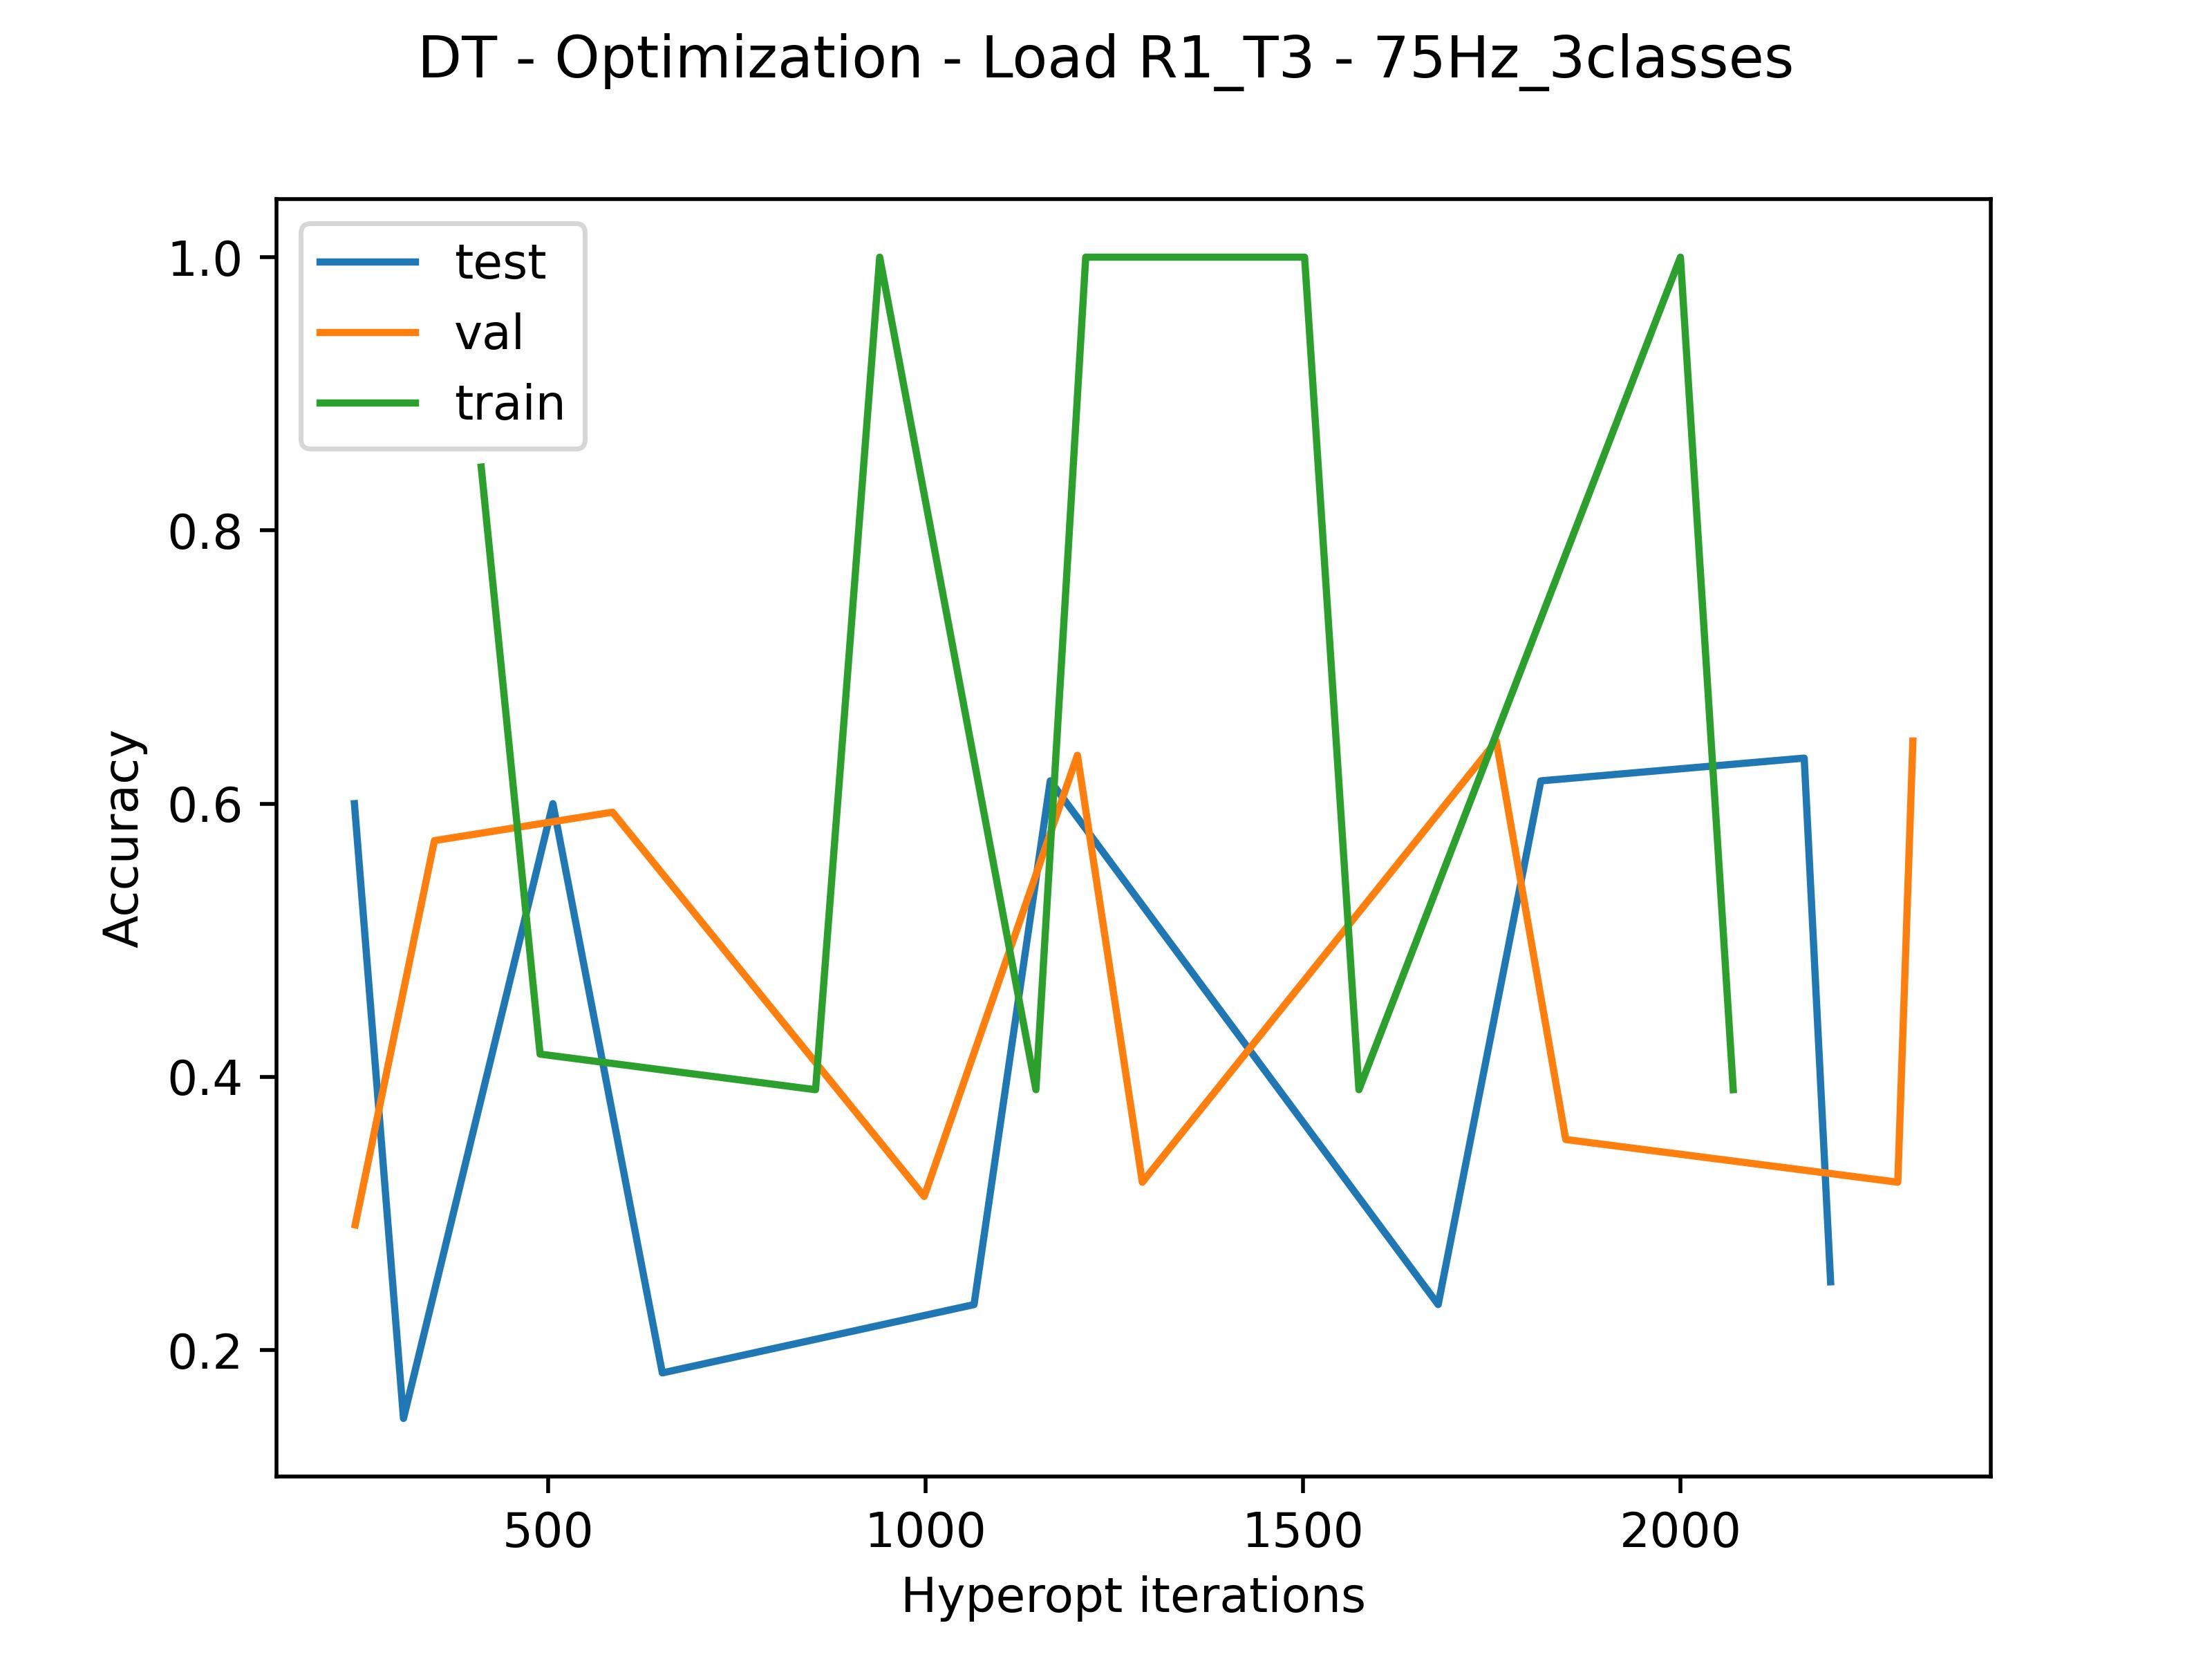 DT - Optimization - Load R1_T3 - 75Hz_3classes
test
val
train
1.0
0.8
0.6
0.4
0.2
Accuracy
500 1000 1500 2000
Hyperopt iterations